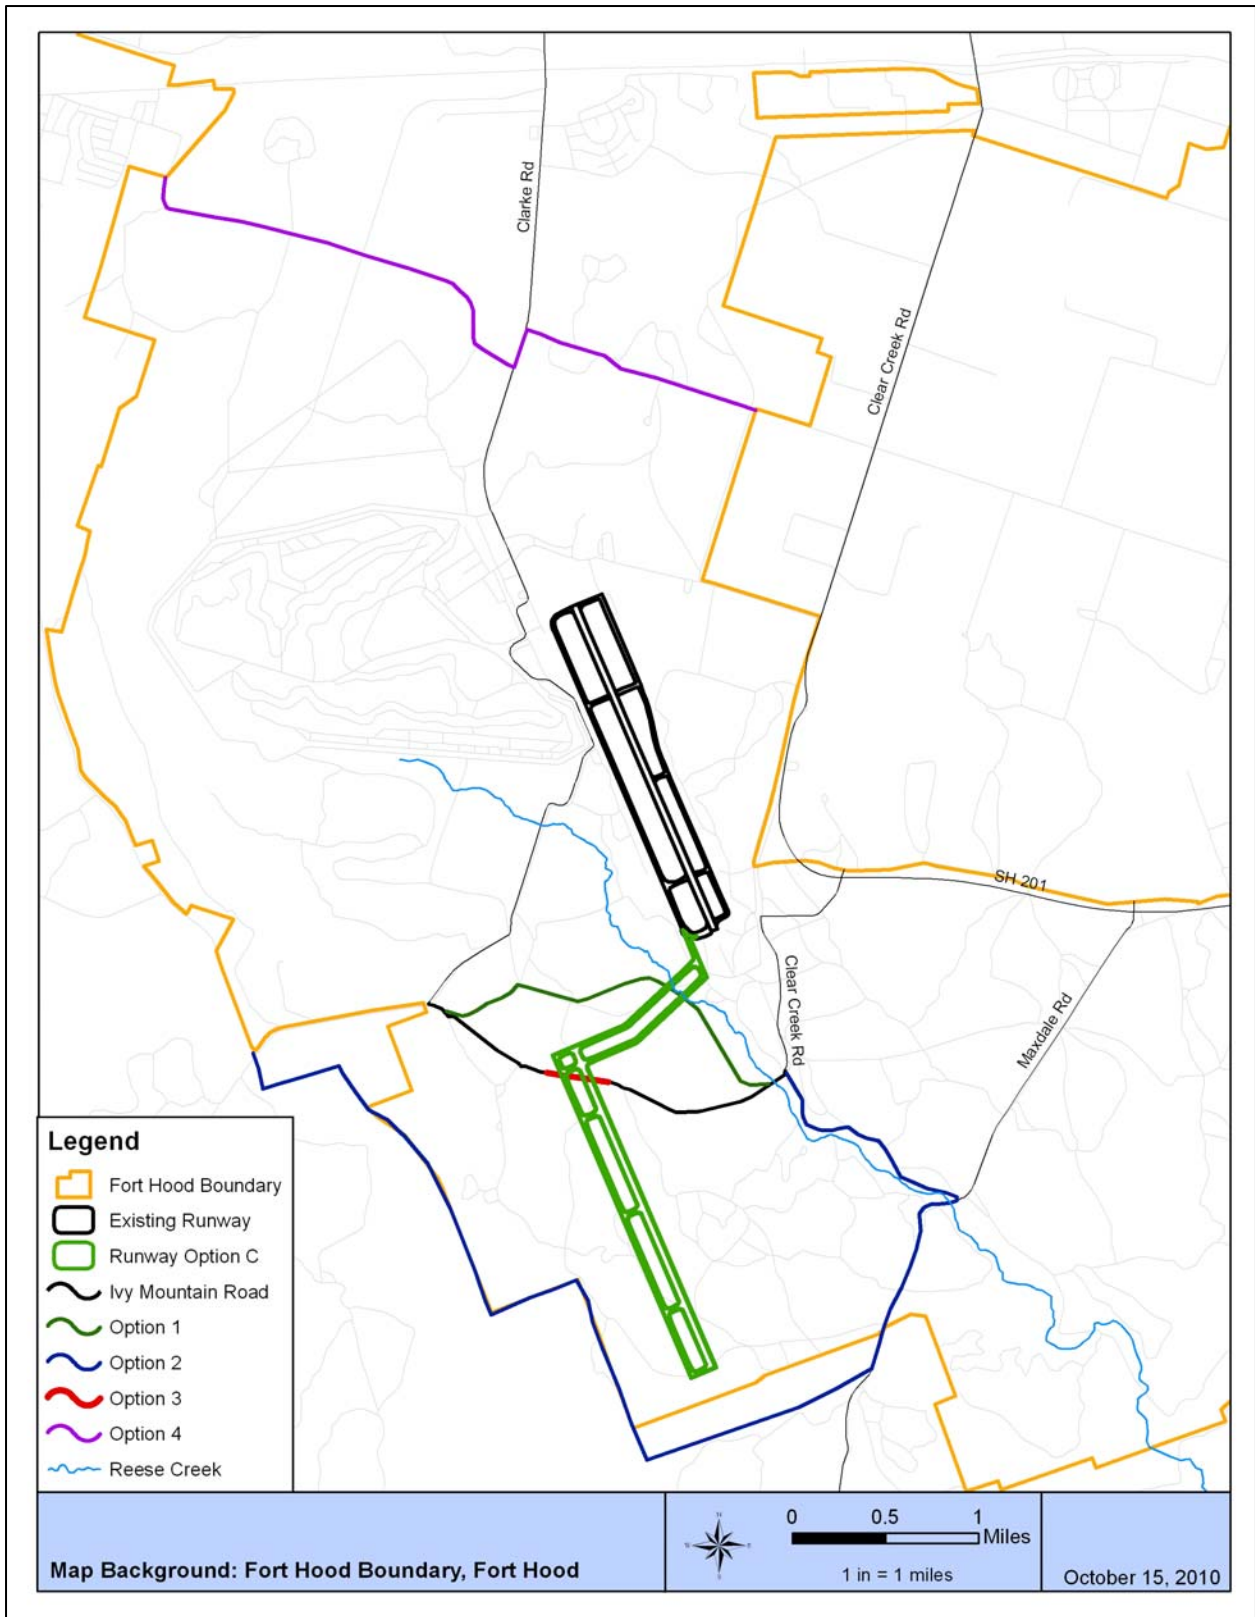 Clarke Rd
Clear Creek Rd
SH 201
Clear Creek Rd
Maxdale Rd
Legend
Fort Hood Boundary
Existing Runway
Runway Option C
Ivy Mountain Road
Option 1
Option 2
Option 3
Option 4
Reese Creek
Map Background: Fort Hood Boundary, Fort Hood
0 0.5 1
Miles
1 in = 1 miles
October 15, 2010